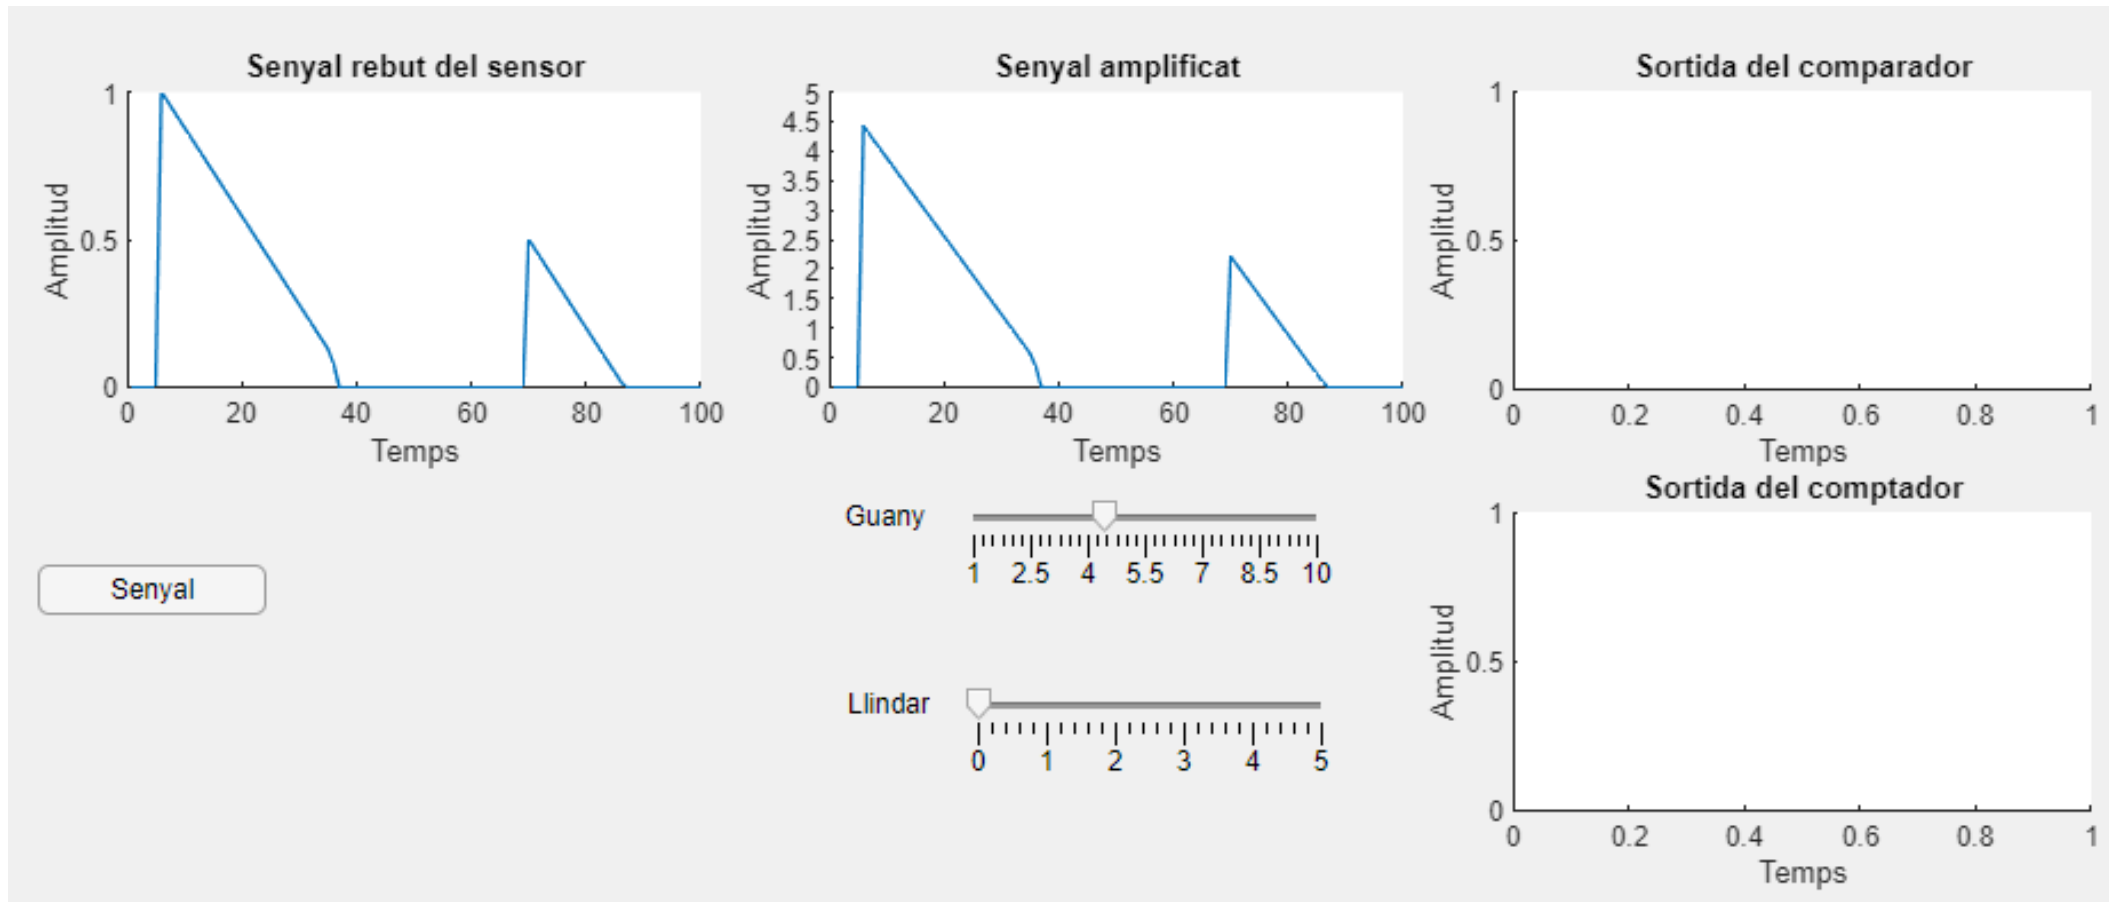 Senyal rebut del sensor
1
0.5
0
Amplitud
0 20 40 60 80 100
Temps
Senyal amplificat
5
4.5
4
3.5
3
2.5
2
1.5
1
0.5
0
Amplitud
0 20 40 60 80 100
Temps
Sortida del comparador
1
0.5
0
Amplitud
0 0.2 0.4 0.6 0.8 1
Temps
Senyal
Guany
1 2.5 4 5.5 7 8.5 10
Llindar
0 1 2 3 4 5
Sortida del comptador
1
0.5
0
Amplitud
0 0.2 0.4 0.6 0.8 1
Temps